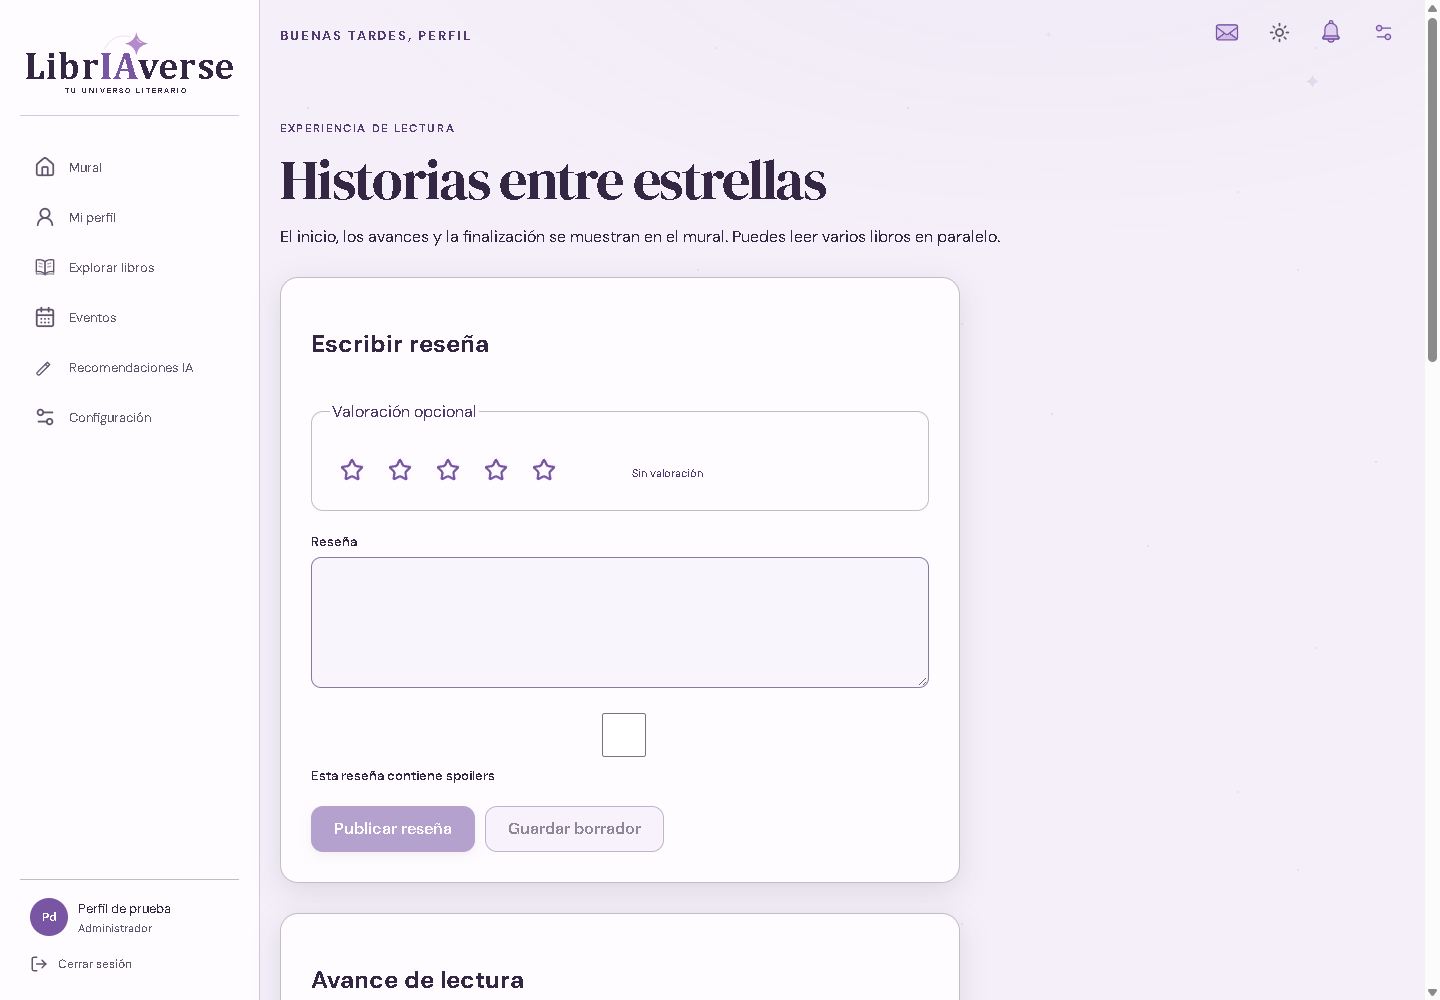 LibrIAverse
TU UNIVERSO LITERARIO
Mural
Mi perfil
Explorar libros
Eventos
Recomendaciones IA
Configuración
Pd
Perfil de prueba
Administrador
Cerrar sesión
BUENAS TARDES, PERFIL
EXPERIENCIA DE LECTURA
Historias entre estrellas
El inicio, los avances y la finalización se muestran en el mural. Puedes leer varios libros en paralelo.
Escribir reseña
Valoración opcional
Sin valoración
Reseña
Esta reseña contiene spoilers
Publicar reseña
Guardar borrador
Avance de lectura